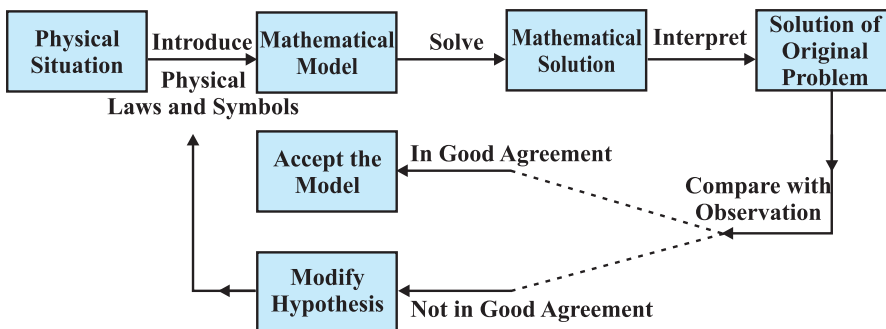 Physical
Situation
Introduce
Physical
Laws and Symbols
Mathematical
Model
Solve
Mathematical
Solution
Interpret
Solution of
Original
Problem
Compare with
Observation
In Good Agreement
Accept the
Model
Not in Good Agreement
Modify
Hypothesis